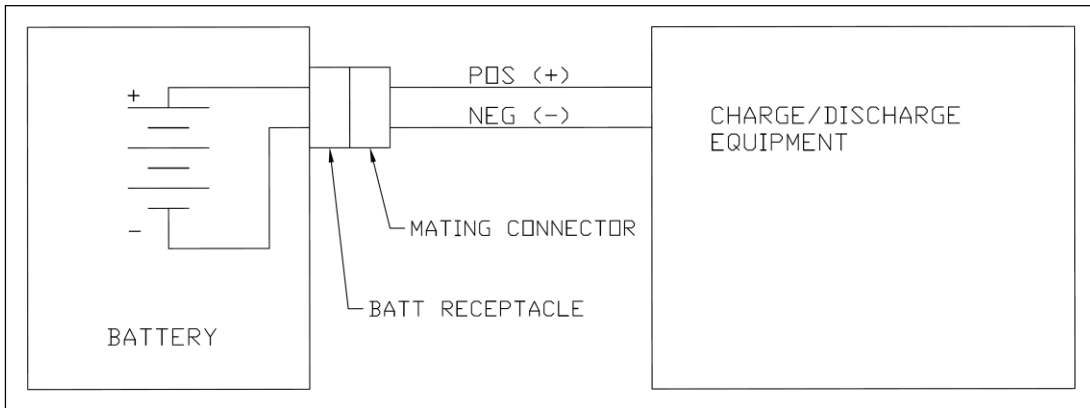 POS (+)
NEG (-)
CHARGE/DISCHARGE
EQUIPMENT
+
-
MATING CONNECTOR
BATT RECEPTACLE
BATTERY